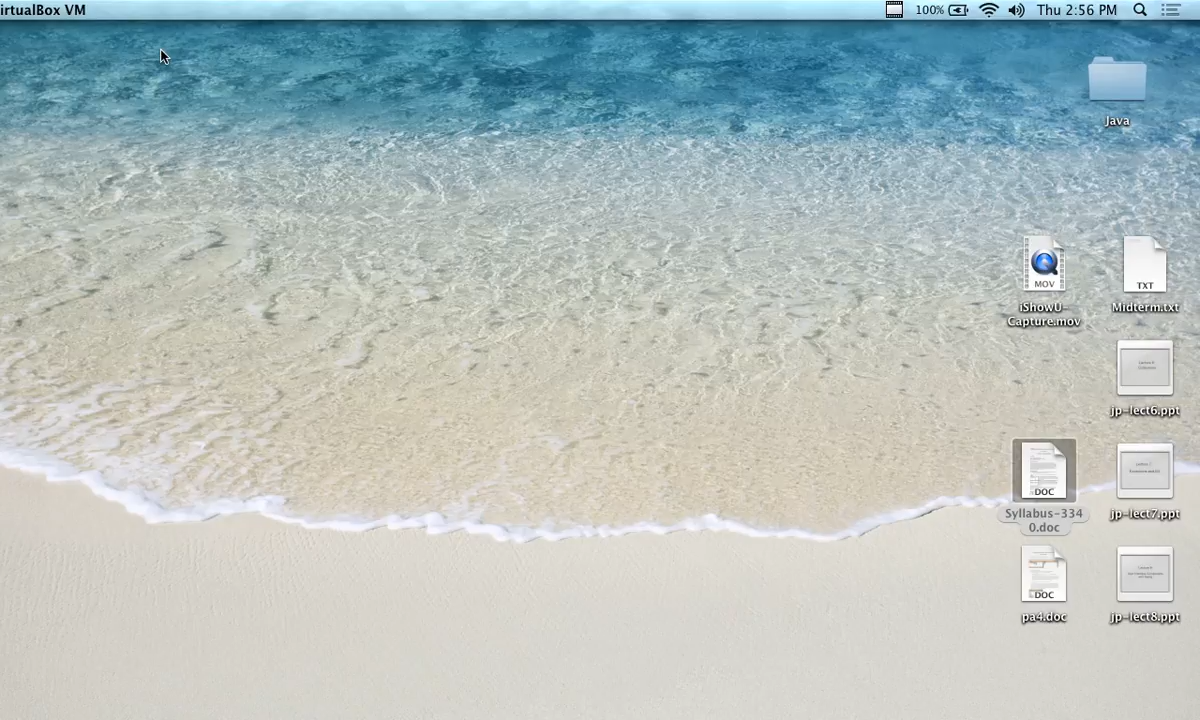 irtualBox VM
100%
Thu 2:56 PM
Java
MOV
iShowU-
Capture.mov
TXT
Midterm.txt
jp-lect6.ppt
DOC
Syllabus-334
0.doc
jp-lect7.ppt
DOC
pa4.doc
jp-lect8.ppt